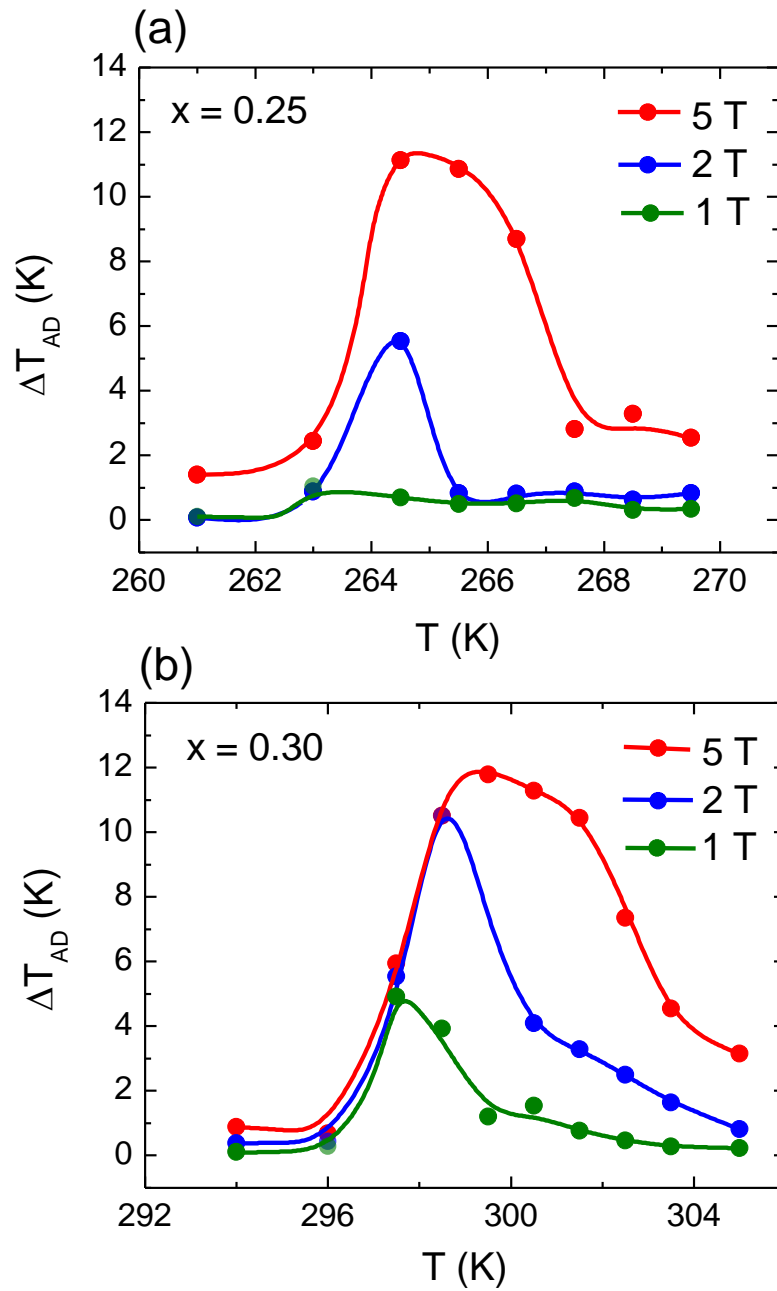 (a)
14
12
10
8
6
4
2
0
x = 0.25
5 T
2 T
1 T
ΔT_AD (K)
260 262 264 266 268 270
T (K)
(b)
14
12
10
8
6
4
2
0
x = 0.30
5 T
2 T
1 T
ΔT_AD (K)
292 296 300 304
T (K)